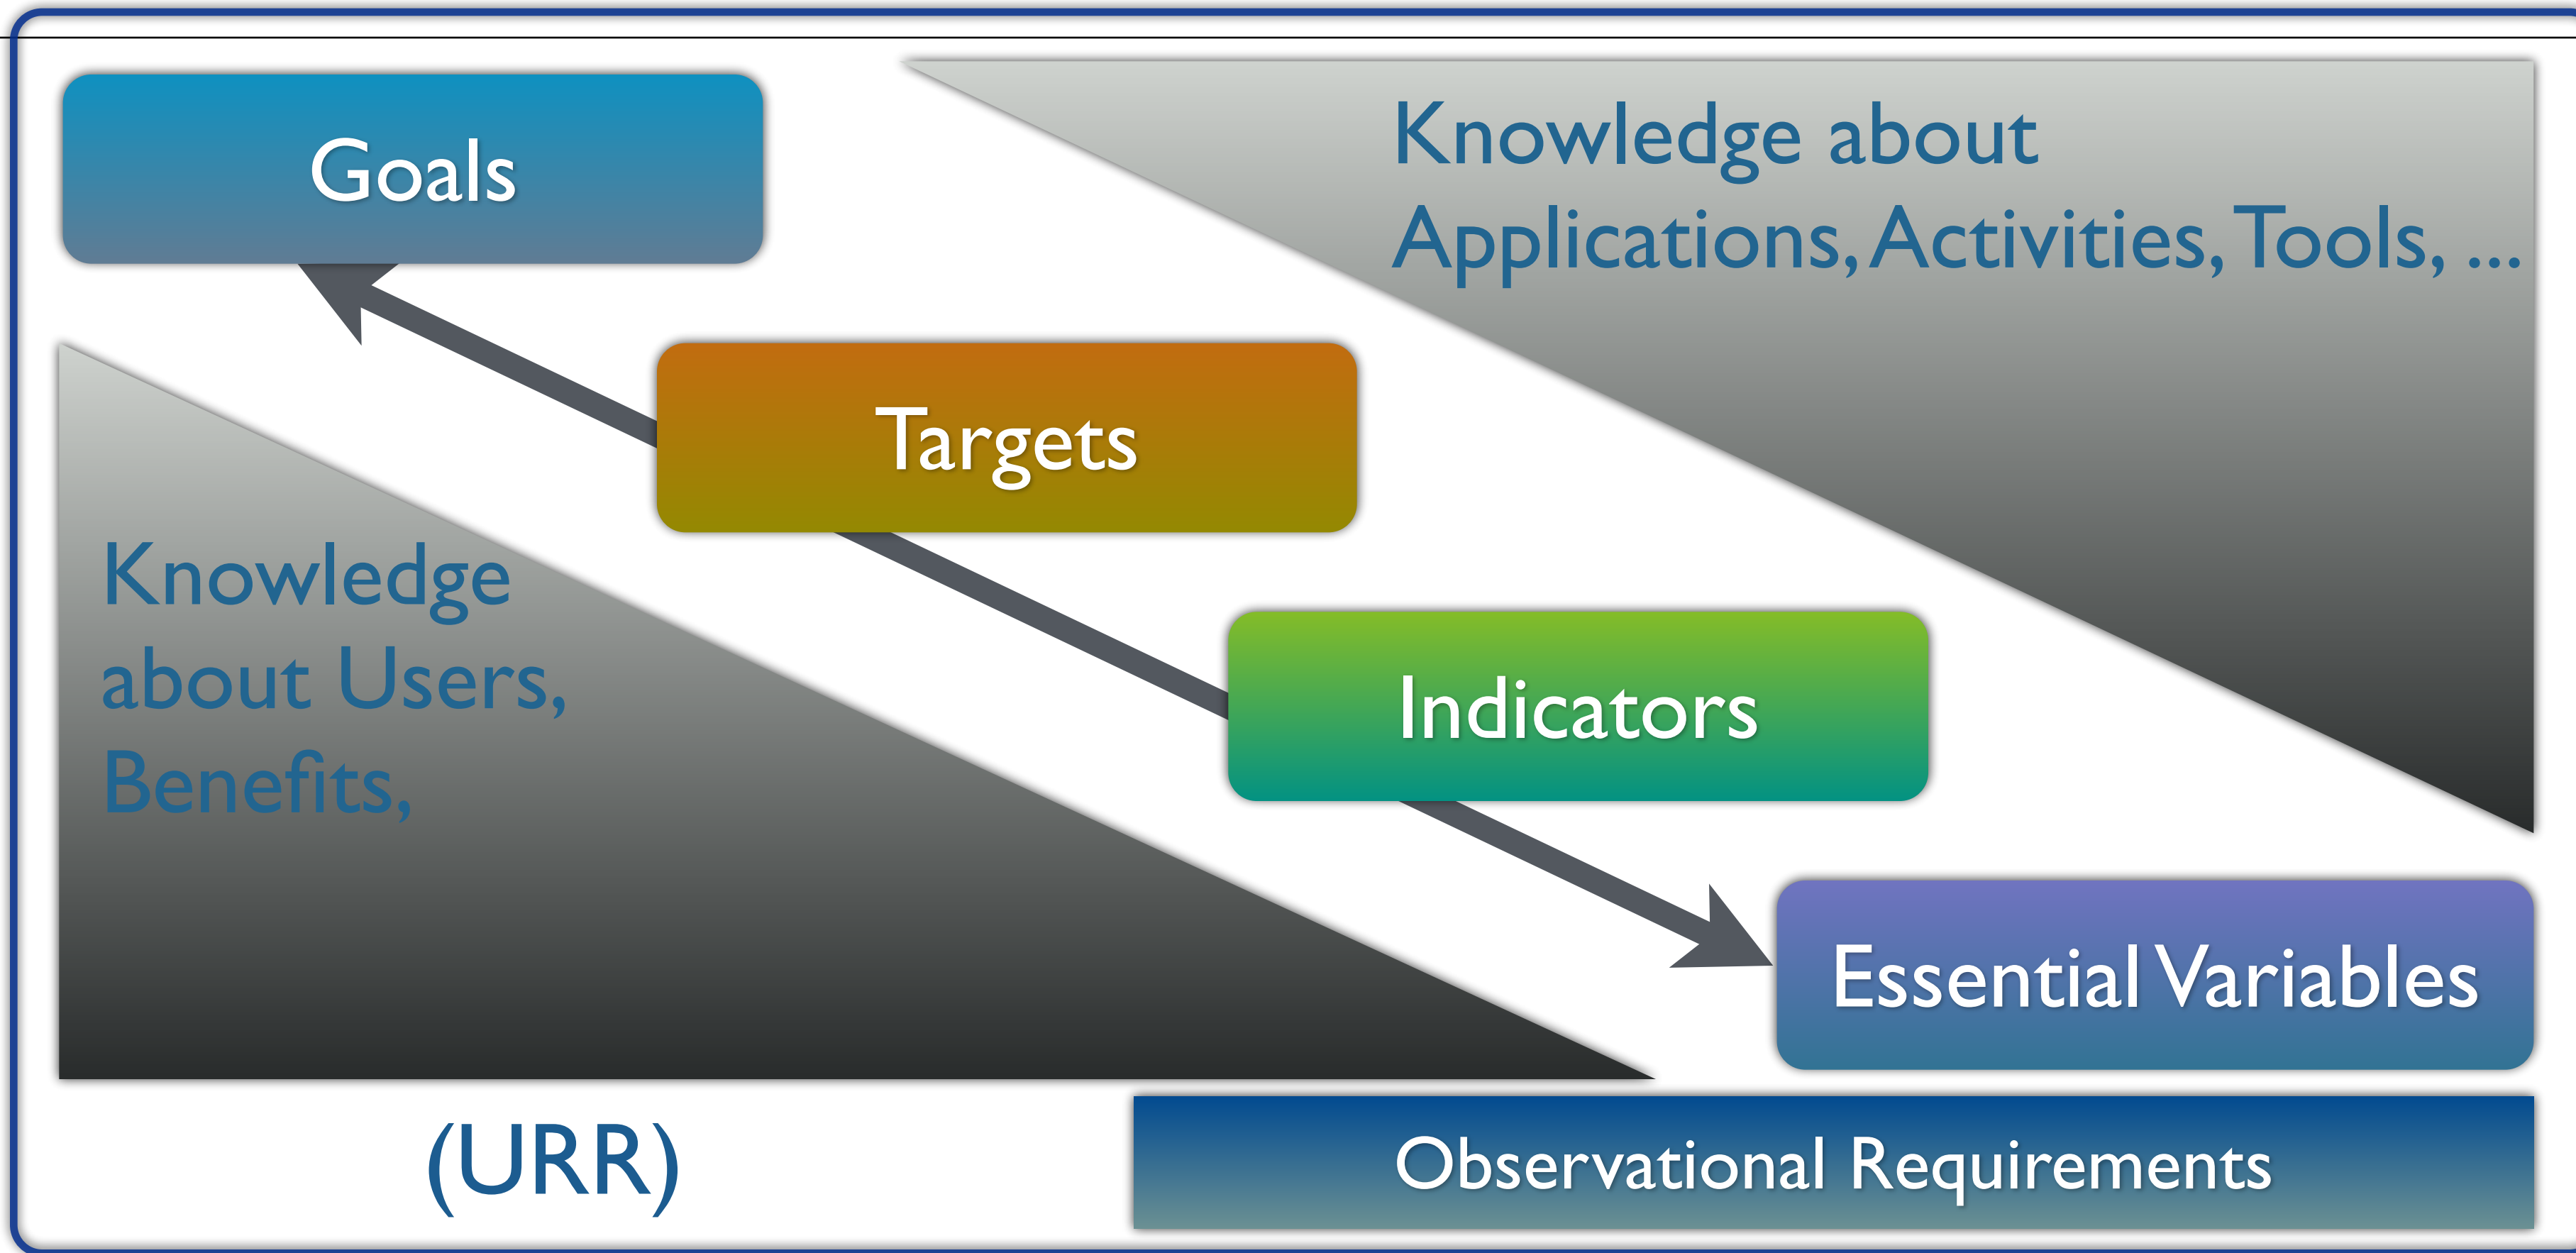 Goals
Knowledge about
Applications, Activities, Tools, ...
Targets
Knowledge
about Users,
Benefits,
Indicators
Essential Variables
(URR)
Observational Requirements